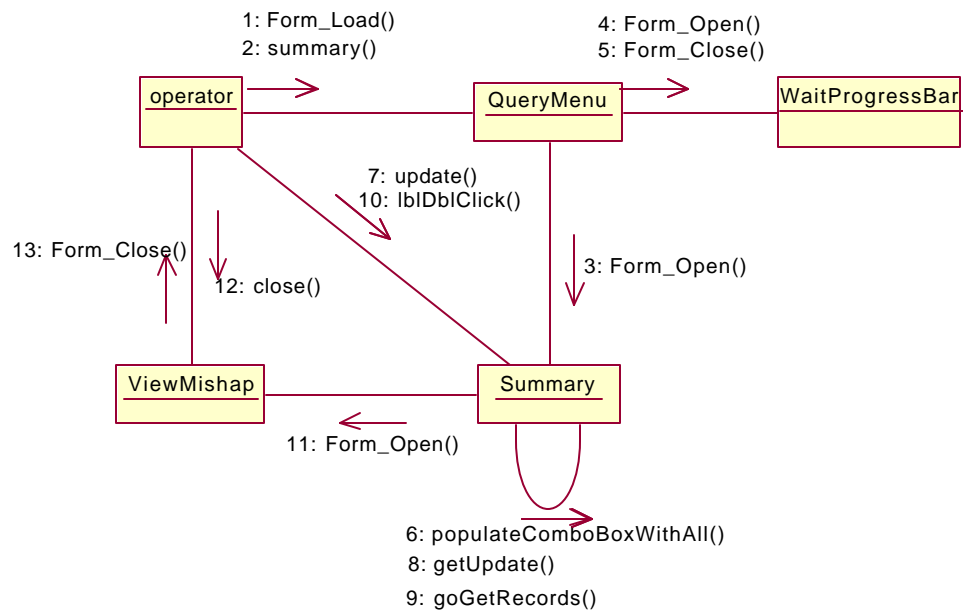 1: Form_Load()
2: summary()
4: Form_Open()
5: Form_Close()
operator
QueryMenu
WaitProgressBar
7: update()
10: lblDblClick()
13: Form_Close()
12: close()
3: Form_Open()
ViewMishap
Summary
11: Form_Open()
6: populateComboBoxWithAll()
8: getUpdate()
9: goGetRecords()